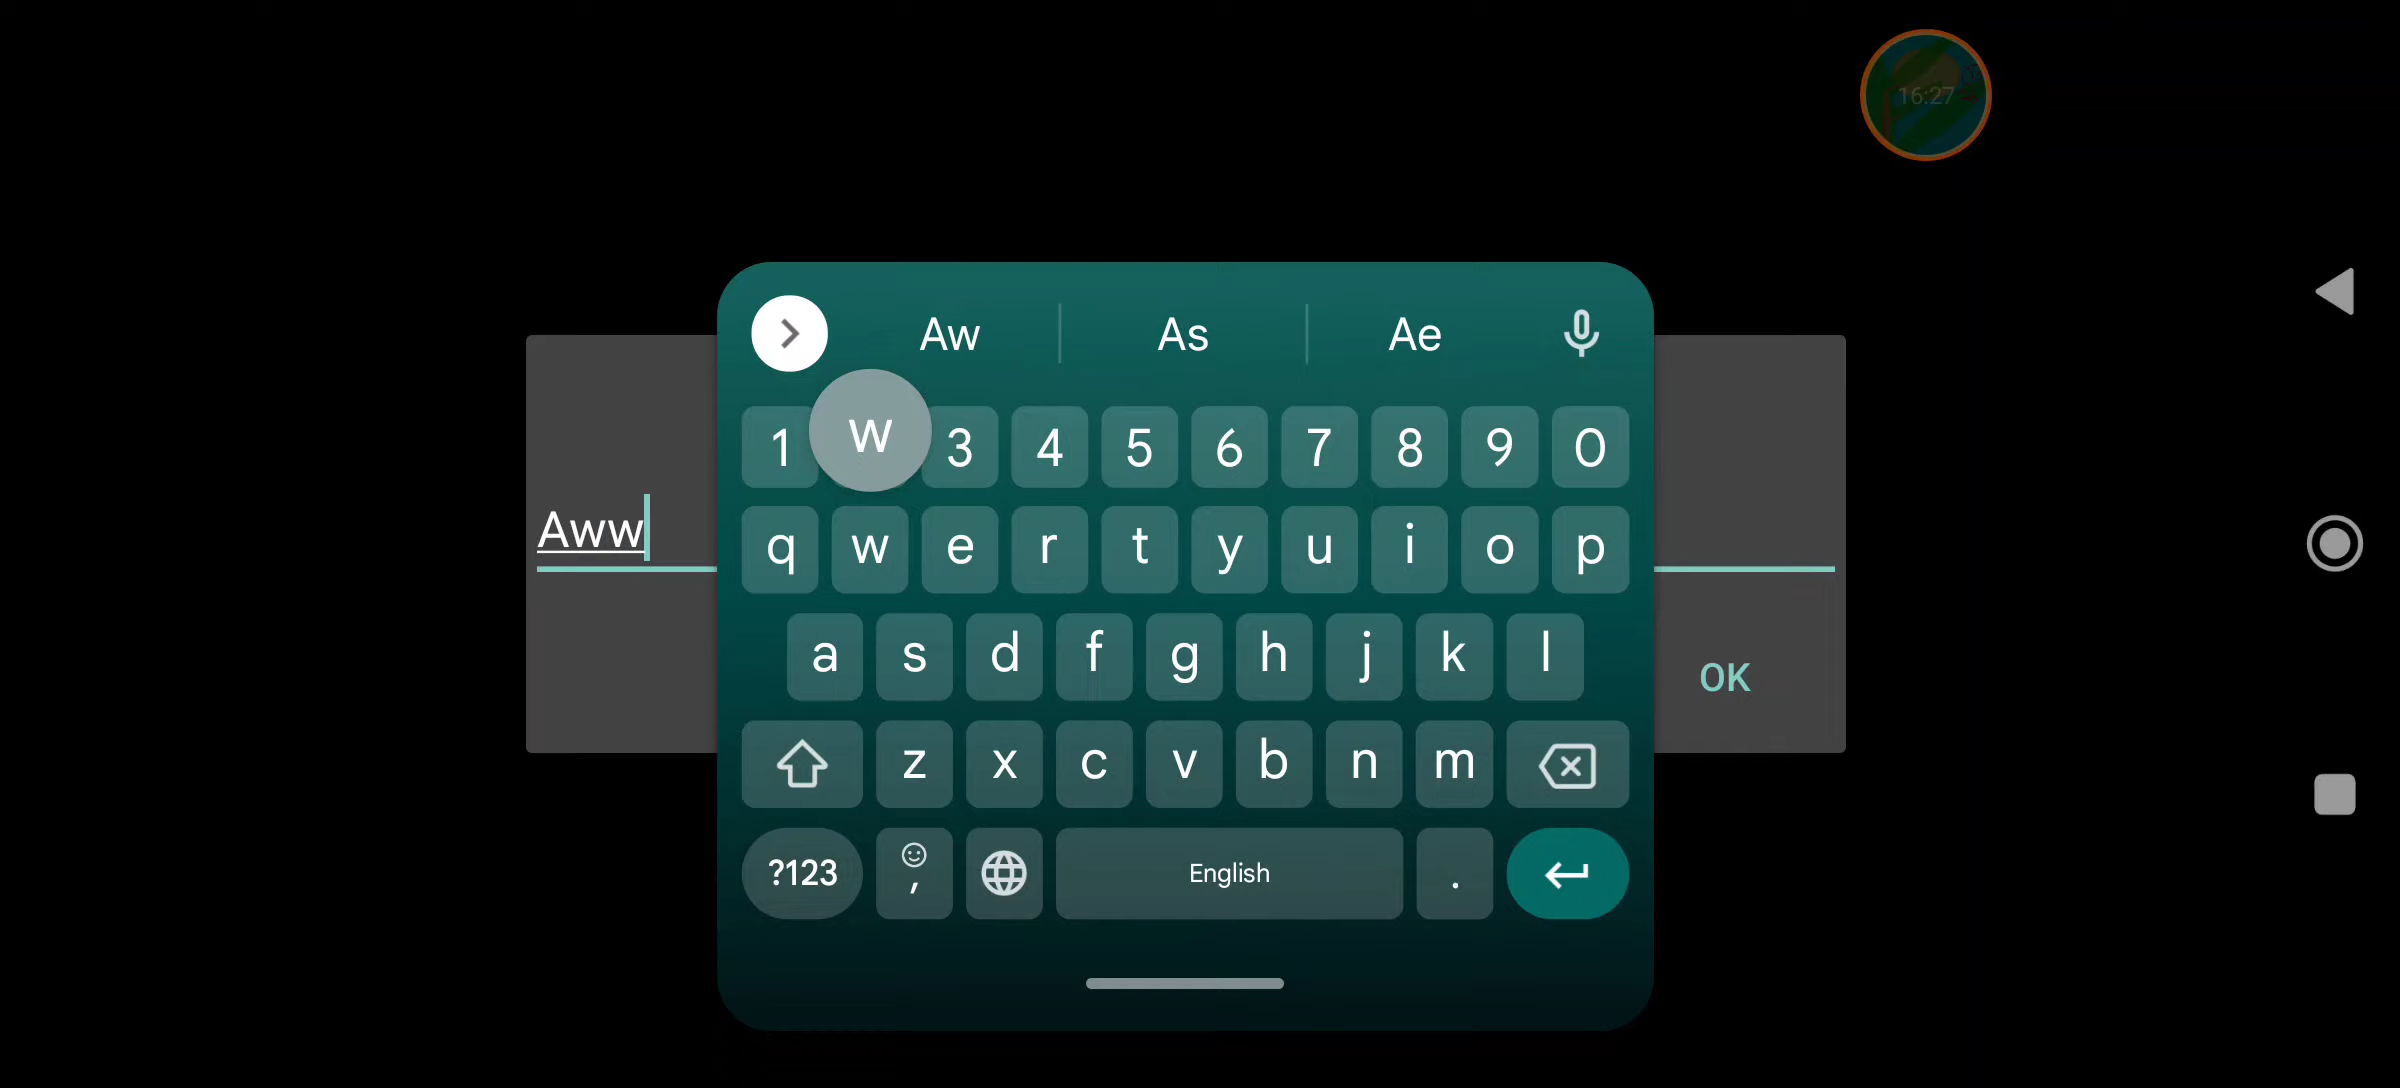 16:27
Aw As Ae
1 w 3 4 5 6 7 8 9 0
Aww
q w e r t y u i o p
a s d f g h j k l
OK
z x c v b n m
?123 , English .